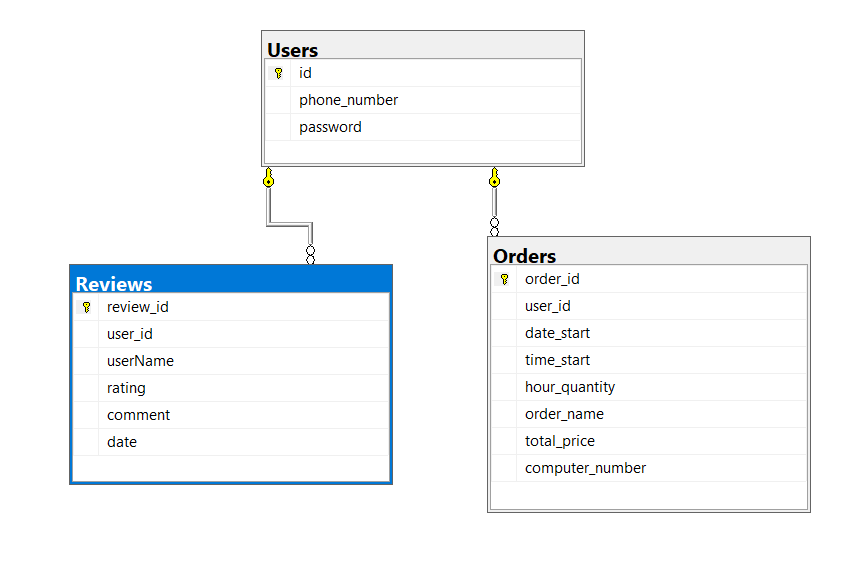 Users
id
phone_number
password
Reviews
review_id
user_id
userName
rating
comment
date
Orders
order_id
user_id
date_start
time_start
hour_quantity
order_name
total_price
computer_number